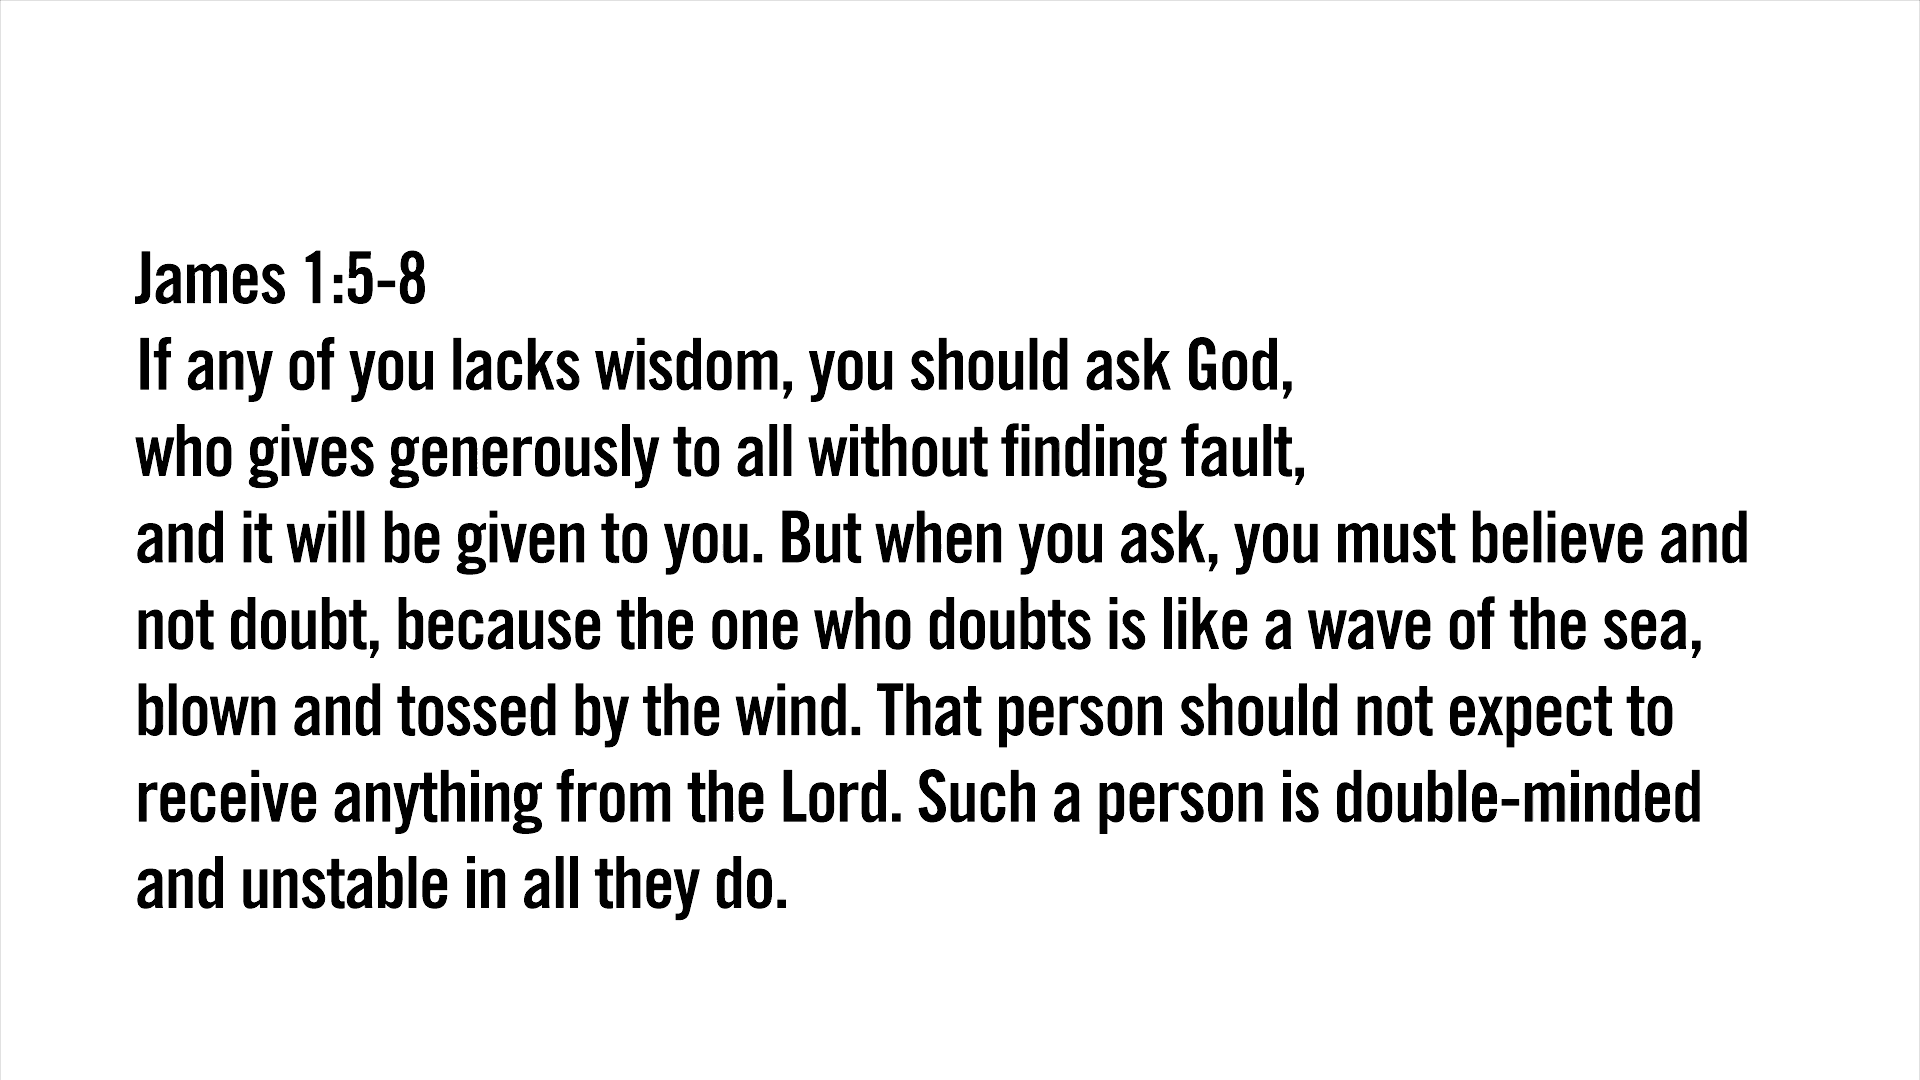 James 1:5-8
If any of you lacks wisdom, you should ask God,
who gives generously to all without finding fault,
and it will be given to you. But when you ask, you must believe and
not doubt, because the one who doubts is like a wave of the sea,
blown and tossed by the wind. That person should not expect to
receive anything from the Lord. Such a person is double-minded
and unstable in all they do.